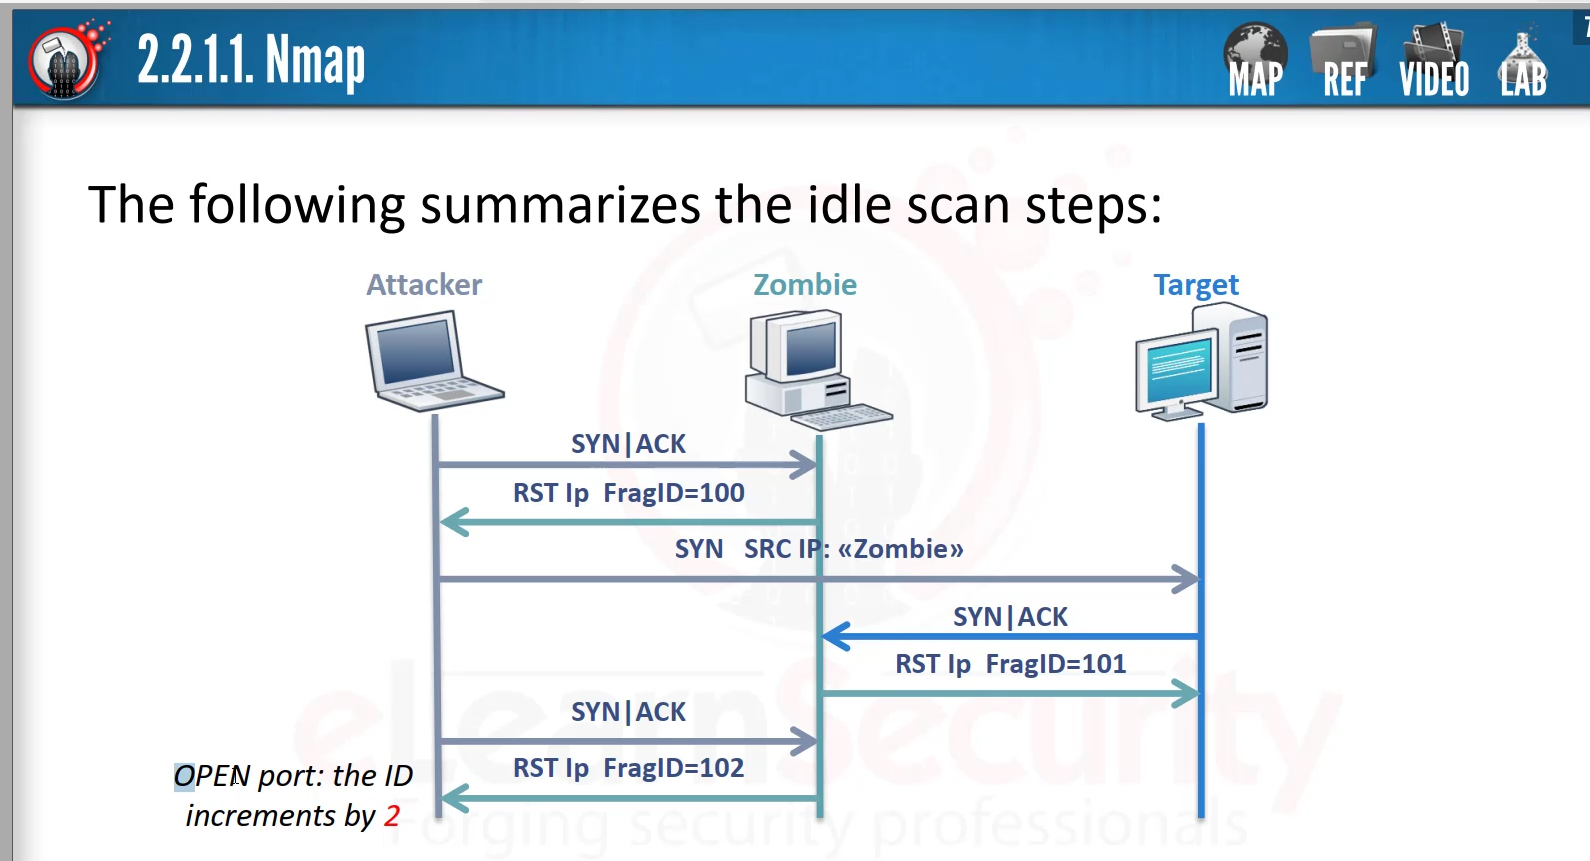 2.2.1.1. Nmap
MAP
REF
VIDEO
LAB
The following summarizes the idle scan steps:
Attacker
Zombie
Target
SYN|ACK
RST Ip FragID=100
SYN SRC IP: «Zombie»
SYN|ACK
RST Ip FragID=101
SYN|ACK
RST Ip FragID=102
OPEN port: the ID
increments by 2
eLearnSecurity
Forging security professionals